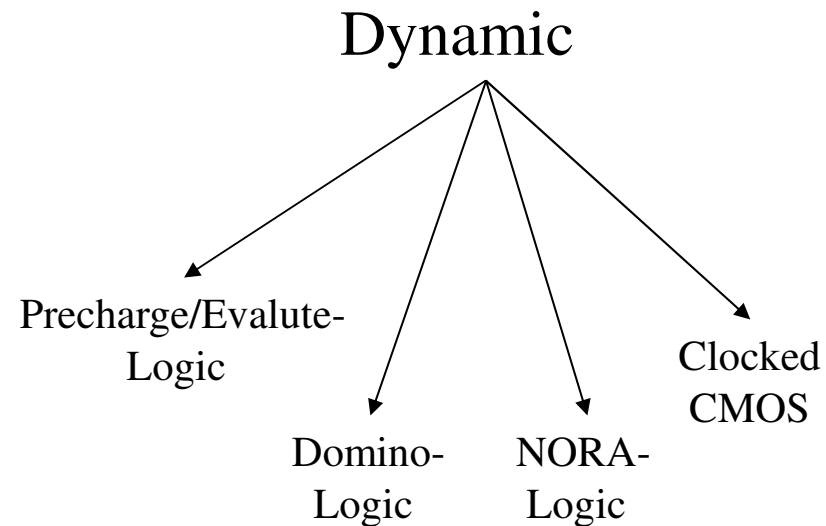 Dynamic
Precharge/Evalute-
Logic
Domino-
Logic
NORA-
Logic
Clocked
CMOS